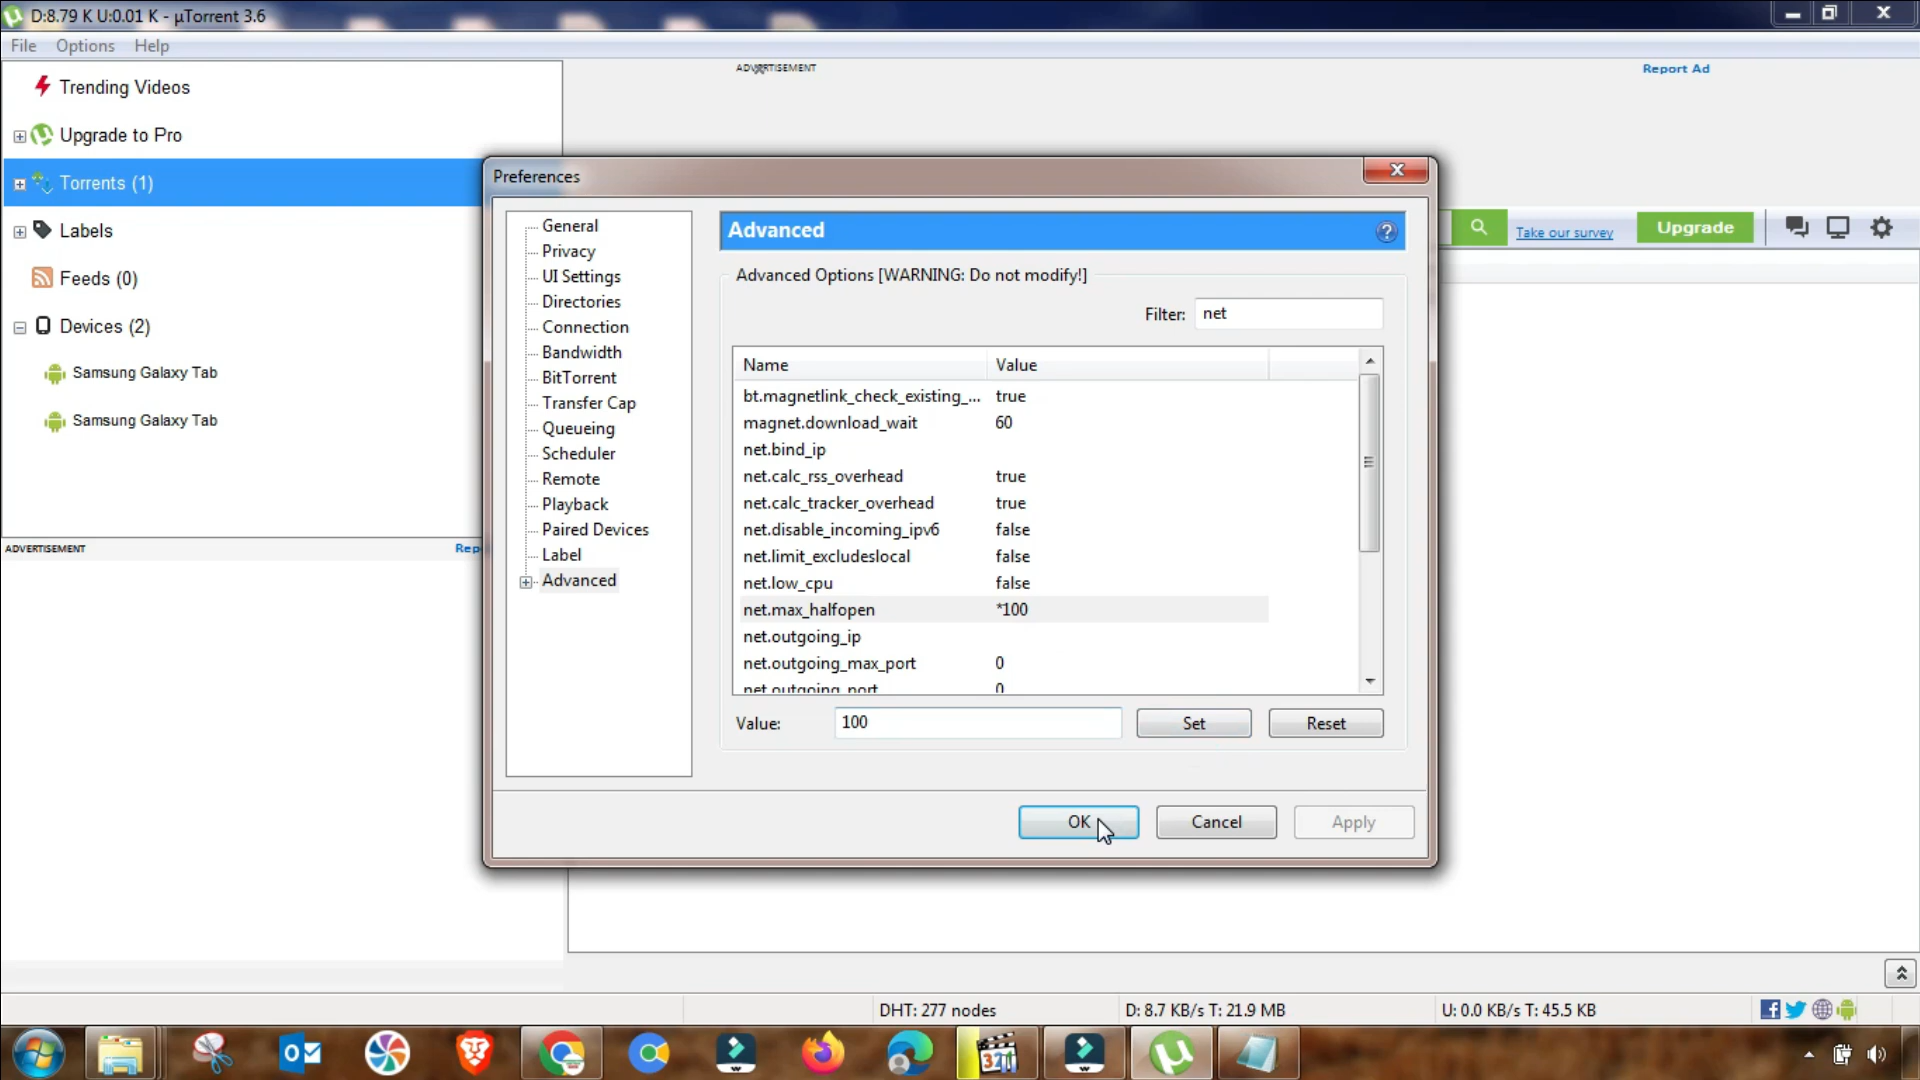 D:8.79 K U:0.01 K - µTorrent 3.6
File Options Help
Trending Videos
Upgrade to Pro
Torrents (1)
Labels
Feeds (0)
Devices (2)
Samsung Galaxy Tab
Samsung Galaxy Tab
ADVERTISEMENT
Rep
ADVERTISEMENT
Report Ad
Take our survey
Upgrade
Preferences
General
Privacy
UI Settings
Directories
Connection
Bandwidth
BitTorrent
Transfer Cap
Queueing
Scheduler
Remote
Playback
Paired Devices
Label
Advanced
Advanced
Advanced Options [WARNING: Do not modify!]
Filter: net
Name Value
bt.magnetlink_check_existing_... true
magnet.download_wait 60
net.bind_ip
net.calc_rss_overhead true
net.calc_tracker_overhead true
net.disable_incoming_ipv6 false
net.limit_excludeslocal false
net.low_cpu false
net.max_halfopen *100
net.outgoing_ip
net.outgoing_max_port 0
net.outgoing_port 0
Value: 100 Set Reset
OK Cancel Apply
DHT: 277 nodes D: 8.7 KB/s T: 21.9 MB U: 0.0 KB/s T: 45.5 KB
321